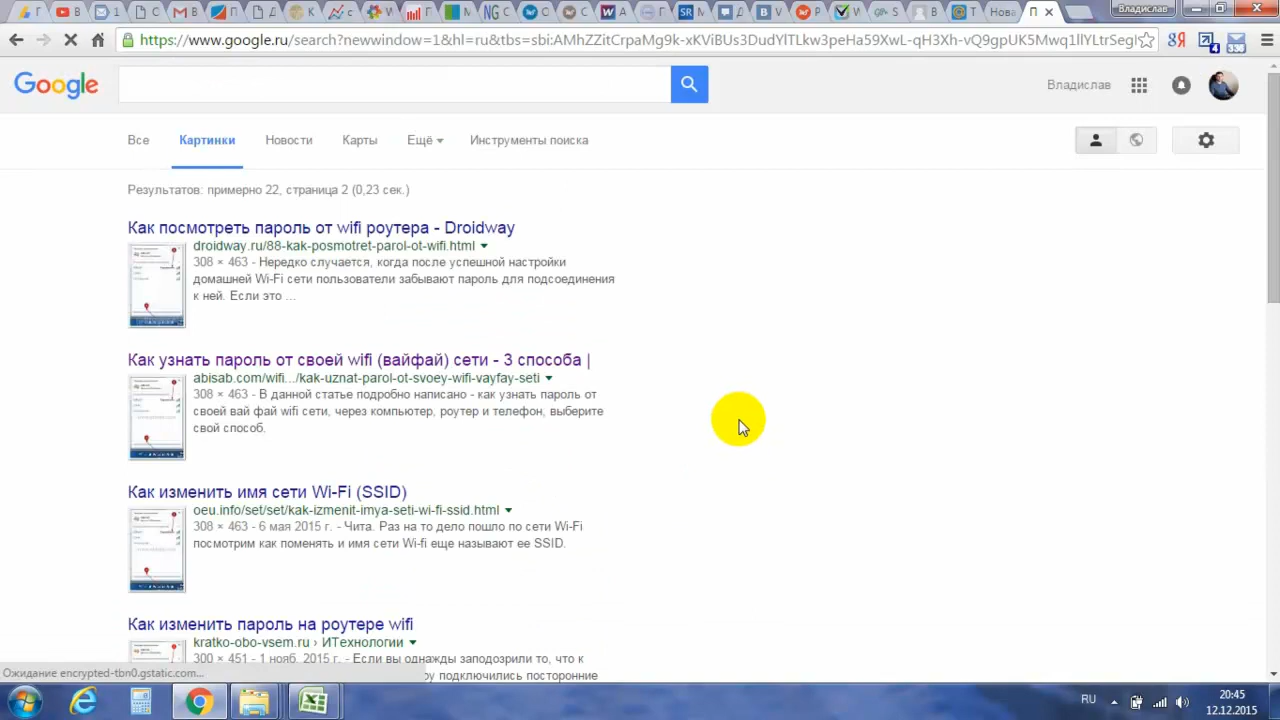 Владислав
https://www.google.ru/search?newwindow=1&hl=ru&tbs=sbi:
Google
Владислав
Все
Картинки
Новости
Карты
Ещё
Инструменты поиска
Результатов: примерно 22, страница 2 (0,23 сек.)
Как посмотреть пароль от wifi роутера - Droidway
droidway.ru/88-kak-posmotret-parol-ot-wifi.html
308 × 463 - Нередко случается, когда после успешной настройки
домашней Wi-Fi сети пользователи забывают пароль для подсоединения
к ней. Если это ...
Как узнать пароль от своей wifi (вайфай) сети - 3 способа |
abisab.com/wifi.../kak-uznat-parol-ot-svoey-wifi-vayfay-seti
308 × 463 - В данной статье подробно написано - как узнать пароль от
своей вай фай wifi сети, через компьютер, роутер и телефон, выберите
свой способ.
Как изменить имя сети Wi-Fi (SSID)
oeu.info/set/set/kak-izmenit-imya-seti-wi-fi-ssid.html
308 × 463 - 6 мая 2015 г. - Чита. Раз на то дело пошло по сети Wi-Fi
посмотрим как поменять и имя сети Wi-fi еще называют ее SSID.
Как изменить пароль на роутере wifi
kratko-obo-vsem.ru › ИТехнологии
300 × 451 - 1 нояб. 2015 г. - Если вы однажды заподозрили то, что к
ру подключились посторонние
Ожидание encrypted-tbn0.gstatic.com...
RU
20:45
12.12.2015